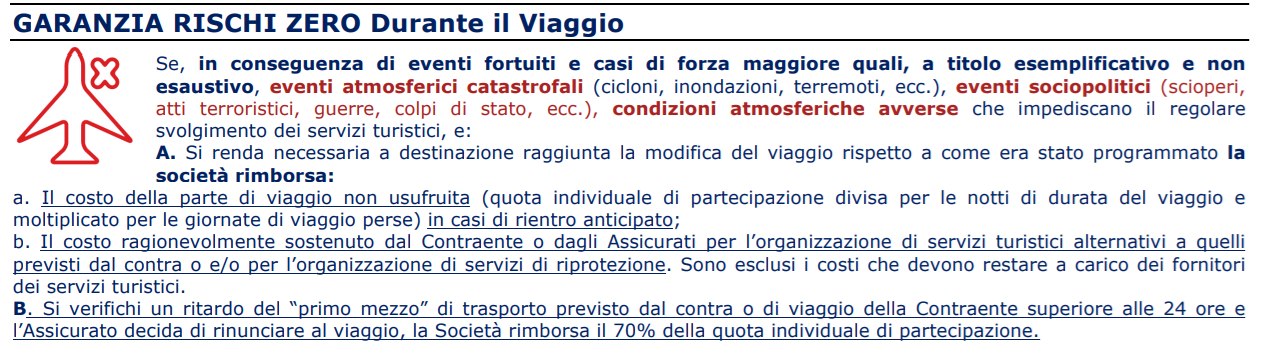 GARANZIA RISCHI ZERO Durante il Viaggio
Se, in conseguenza di eventi fortuiti e casi di forza maggiore quali, a titolo esemplificativo e non
esaustivo, eventi atmosferici catastrofali (cicloni, inondazioni, terremoti, ecc.), eventi sociopolitici (scioperi,
atti terroristici, guerre, colpi di stato, ecc.), condizioni atmosferiche avverse che impediscano il regolare
svolgimento dei servizi turistici, e:
A. Si renda necessaria a destinazione raggiunta la modifica del viaggio rispetto a come era stato programmato la
società rimborsa:
a. Il costo della parte di viaggio non usufruita (quota individuale di partecipazione divisa per le notti di durata del viaggio e
moltiplicato per le giornate di viaggio perse) in casi di rientro anticipato;
b. Il costo ragionevolmente sostenuto dal Contraente o dagli Assicurati per l’organizzazione di servizi turistici alternativi a quelli
previsti dal contra o e/o per l’organizzazione di servizi di riprotezione. Sono esclusi i costi che devono restare a carico dei fornitori
dei servizi turistici.
B. Si verifichi un ritardo del “primo mezzo” di trasporto previsto dal contra o di viaggio della Contraente superiore alle 24 ore e
l’Assicurato decida di rinunciare al viaggio, la Società rimborsa il 70% della quota individuale di partecipazione.